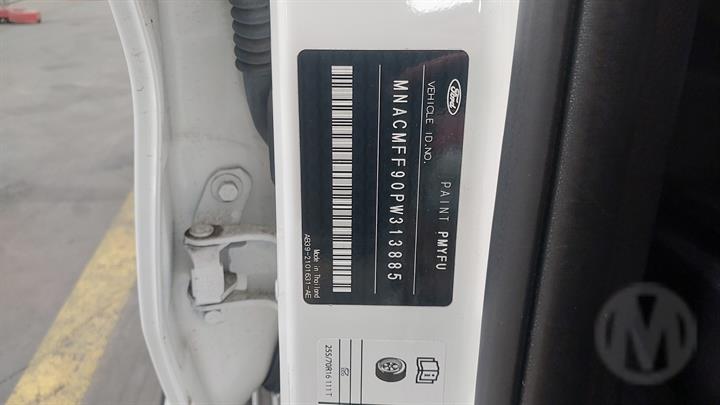 Ford
VEHICLE ID.NO.
PAINT PMYFU
MNACMFF90PW313885
Made in Thailand
AB39-2101631-AE
255/70R16 111T
M